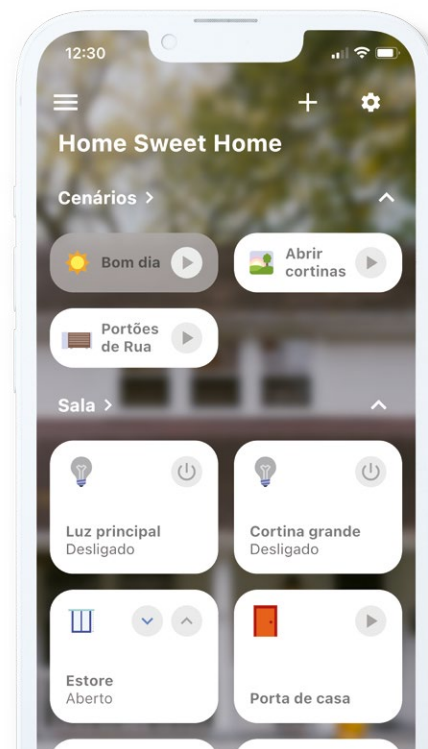 12:30
Home Sweet Home
Cenários >
Bom dia
Abrir
cortinas
Portões
de Rua
Sala >
Luz principal
Desligado
Cortina grande
Desligado
Estore
Aberto
Porta de casa